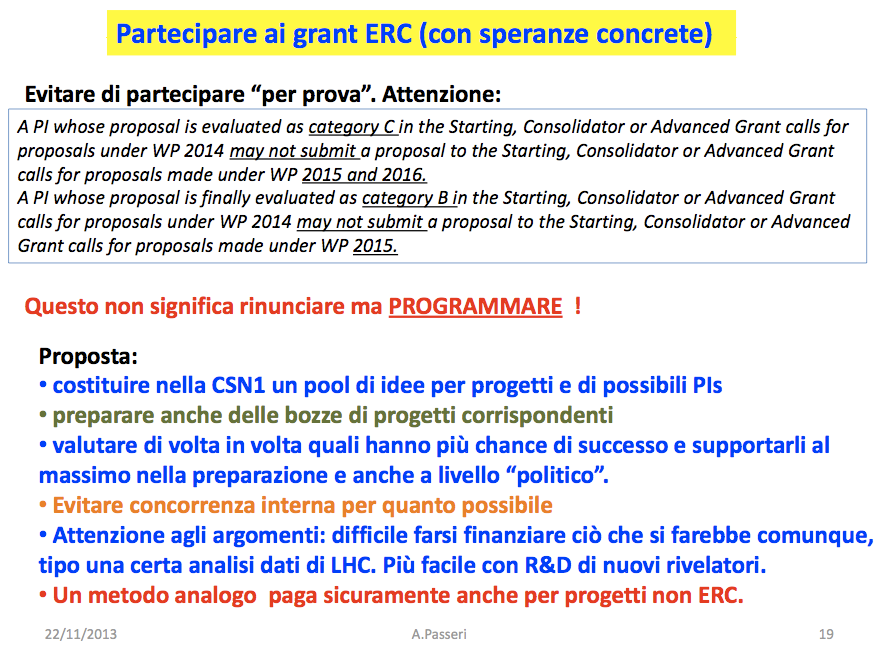 Partecipare ai grant ERC (con speranze concrete)
Evitare di partecipare “per prova”. Attenzione:
A PI whose proposal is evaluated as category C in the Starting, Consolidator or Advanced Grant calls for
proposals under WP 2014 may not submit a proposal to the Starting, Consolidator or Advanced Grant
calls for proposals made under WP 2015 and 2016.
A PI whose proposal is finally evaluated as category B in the Starting, Consolidator or Advanced Grant
calls for proposals under WP 2014 may not submit a proposal to the Starting, Consolidator or Advanced
Grant calls for proposals made under WP 2015.
Questo non significa rinunciare ma PROGRAMMARE !
Proposta:
• costituire nella CSN1 un pool di idee per progetti e di possibili PIs
• preparare anche delle bozze di progetti corrispondenti
• valutare di volta in volta quali hanno più chance di successo e supportarli al
massimo nella preparazione e anche a livello “politico”.
• Evitare concorrenza interna per quanto possibile
• Attenzione agli argomenti: difficile farsi finanziare ciò che si farebbe comunque,
tipo una certa analisi dati di LHC. Più facile con R&D di nuovi rivelatori.
• Un metodo analogo paga sicuramente anche per progetti non ERC.
22/11/2013
A.Passeri
19